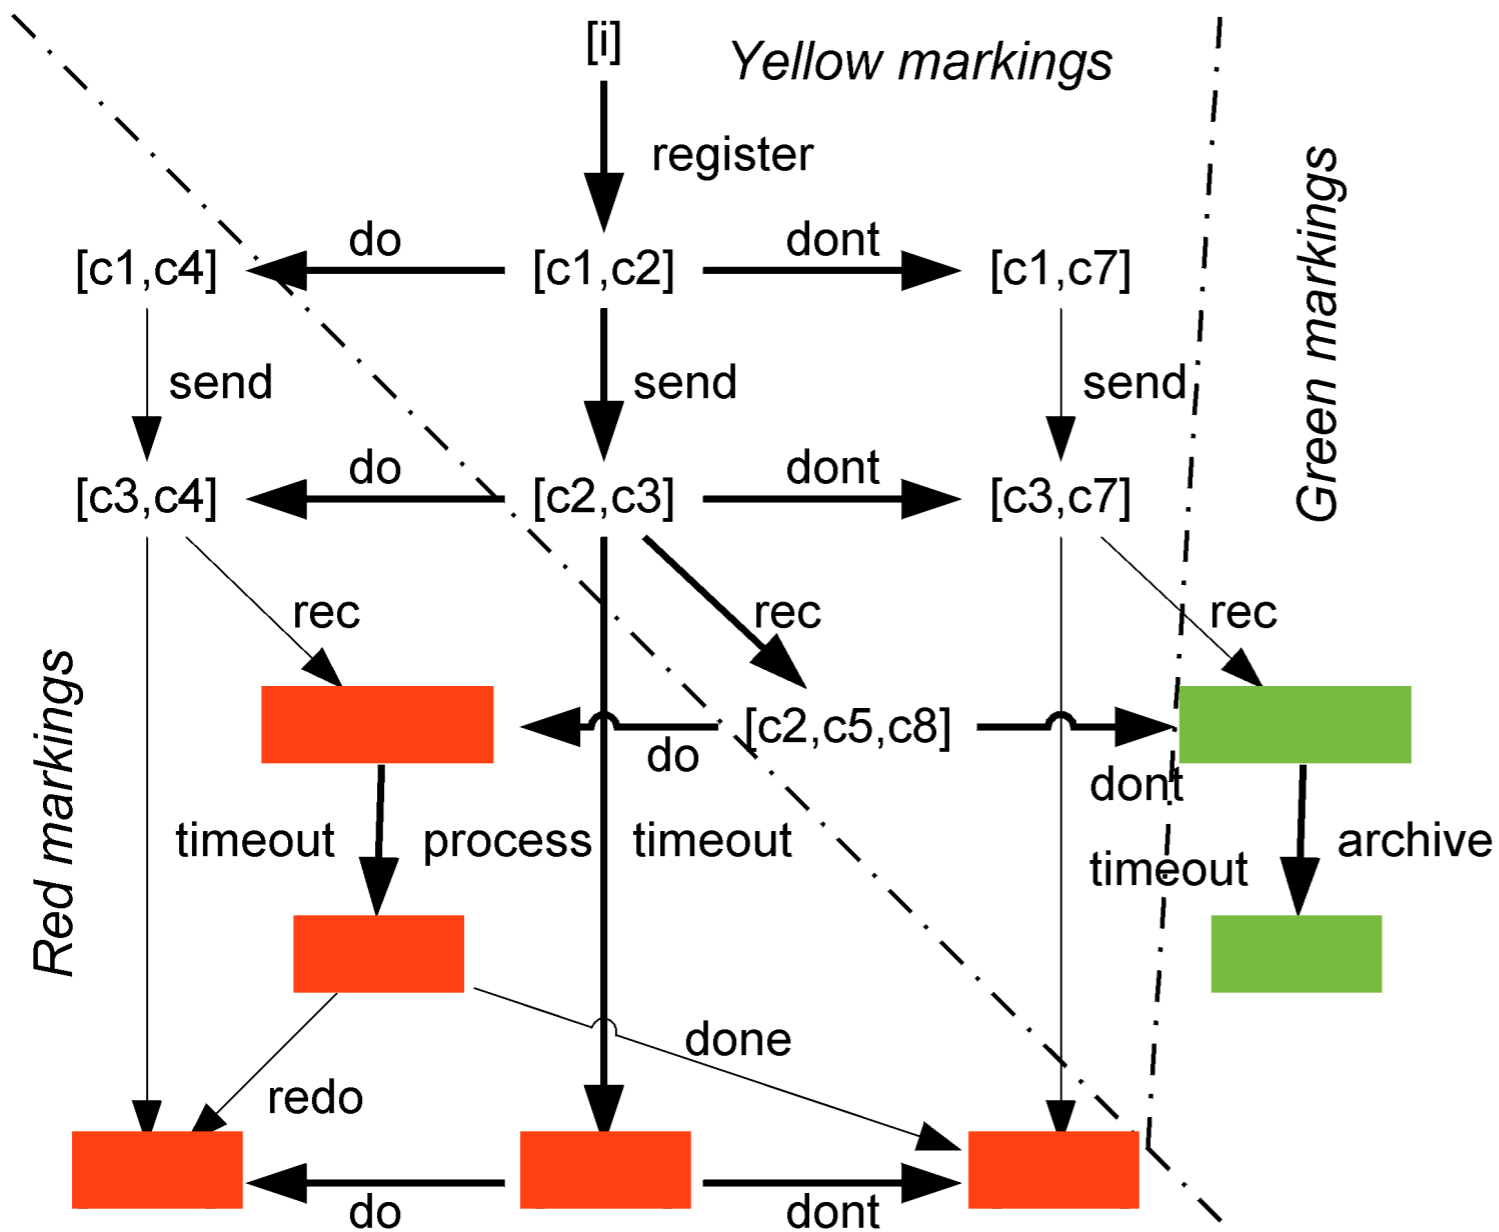 [i]
Yellow markings
register
Green markings
do
dont
[c1,c4]
[c1,c2]
[c1,c7]
send
send
send
do
dont
[c3,c4]
[c2,c3]
[c3,c7]
rec
rec
rec
Red markings
[c2,c5,c8]
do
dont
timeout
process
timeout
timeout
archive
done
redo
do
dont